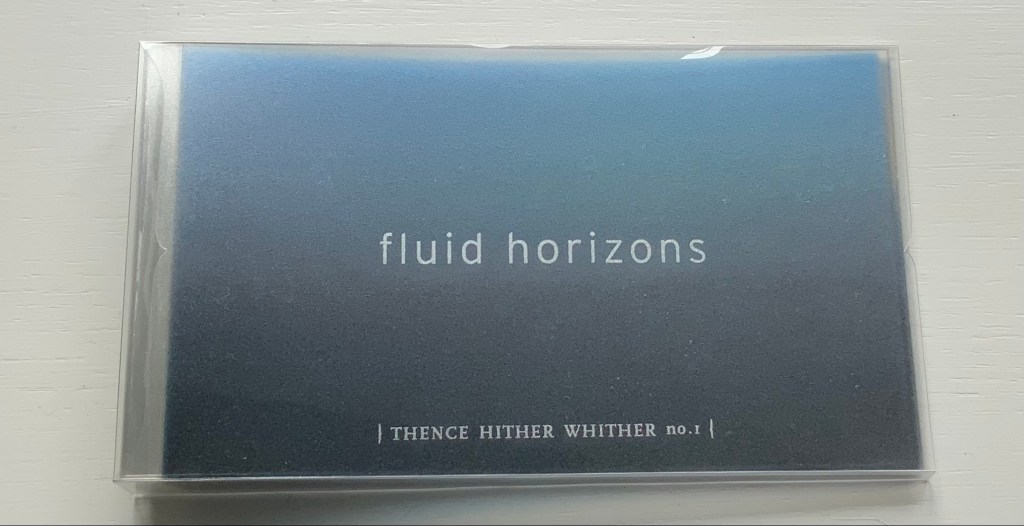 fluid horizons
| THENCE HITHER WHITHER no.1 |